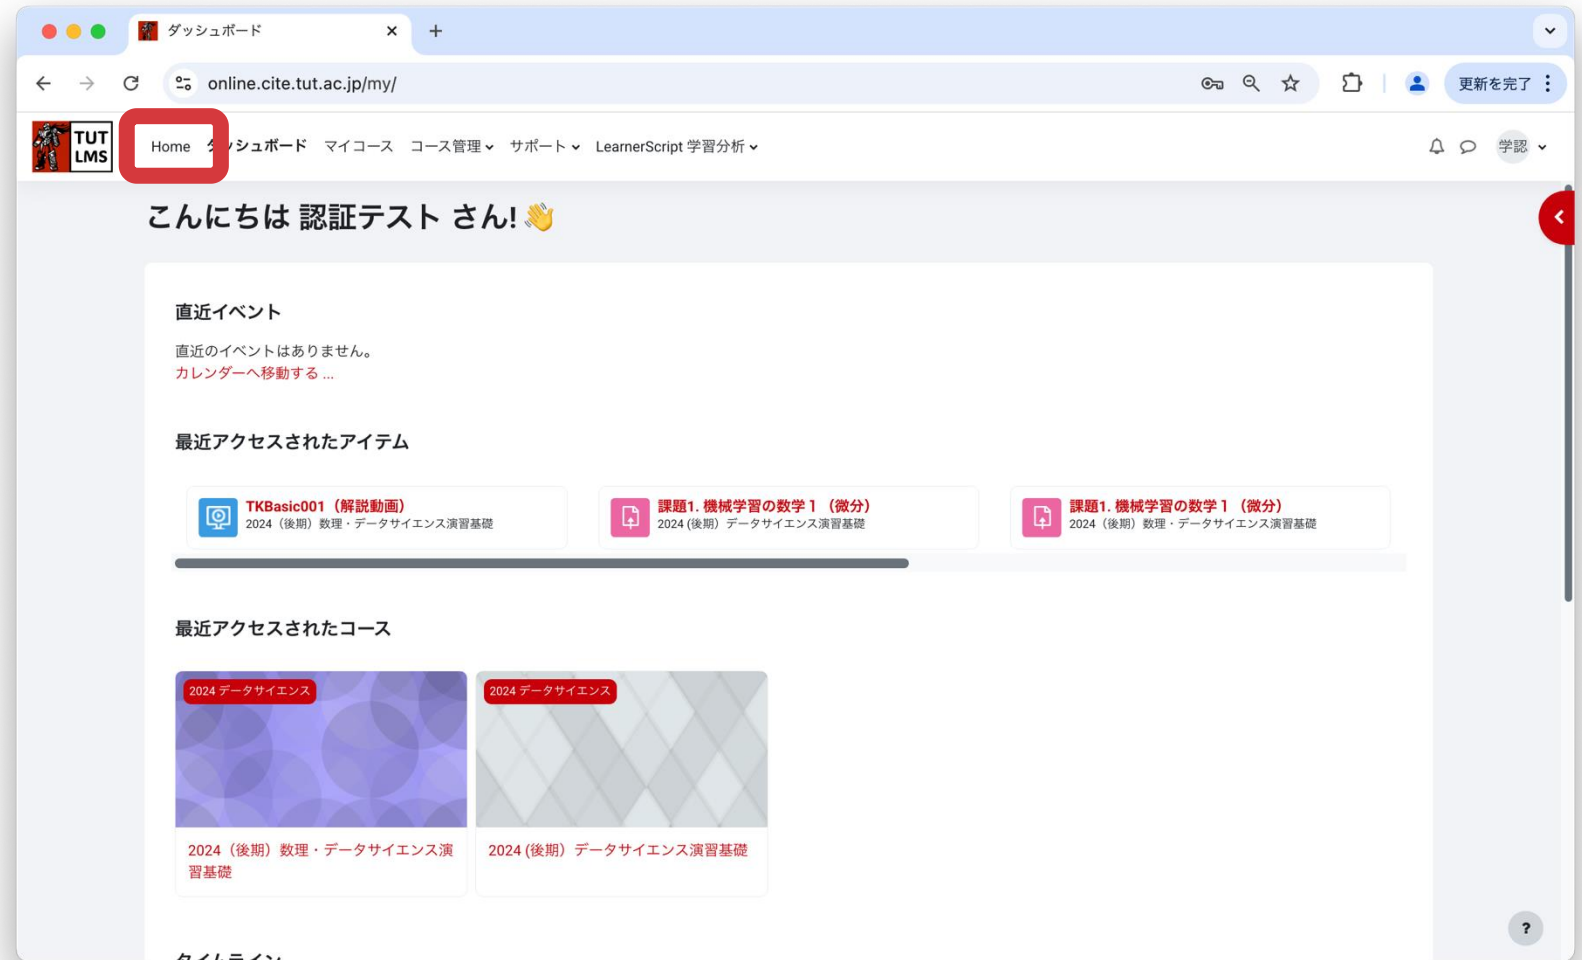 ダッシュボード
online.cite.tut.ac.jp/my/
更新を完了
TUT
LMS
Home ダッシュボード マイコース コース管理 サポート LearnerScript 学習分析
学認
こんにちは 認証テスト さん!
直近イベント
直近のイベントはありません。
カレンダーへ移動する ...
最近アクセスされたアイテム
TKBasic001（解説動画）
2024（後期）数理・データサイエンス演習基礎
課題1. 機械学習の数学１（微分）
2024 (後期）データサイエンス演習基礎
課題1. 機械学習の数学１（微分）
2024（後期）数理・データサイエンス演習基礎
最近アクセスされたコース
2024 データサイエンス
2024（後期）数理・データサイエンス演
習基礎
2024 データサイエンス
2024 (後期）データサイエンス演習基礎
タイムライン
?